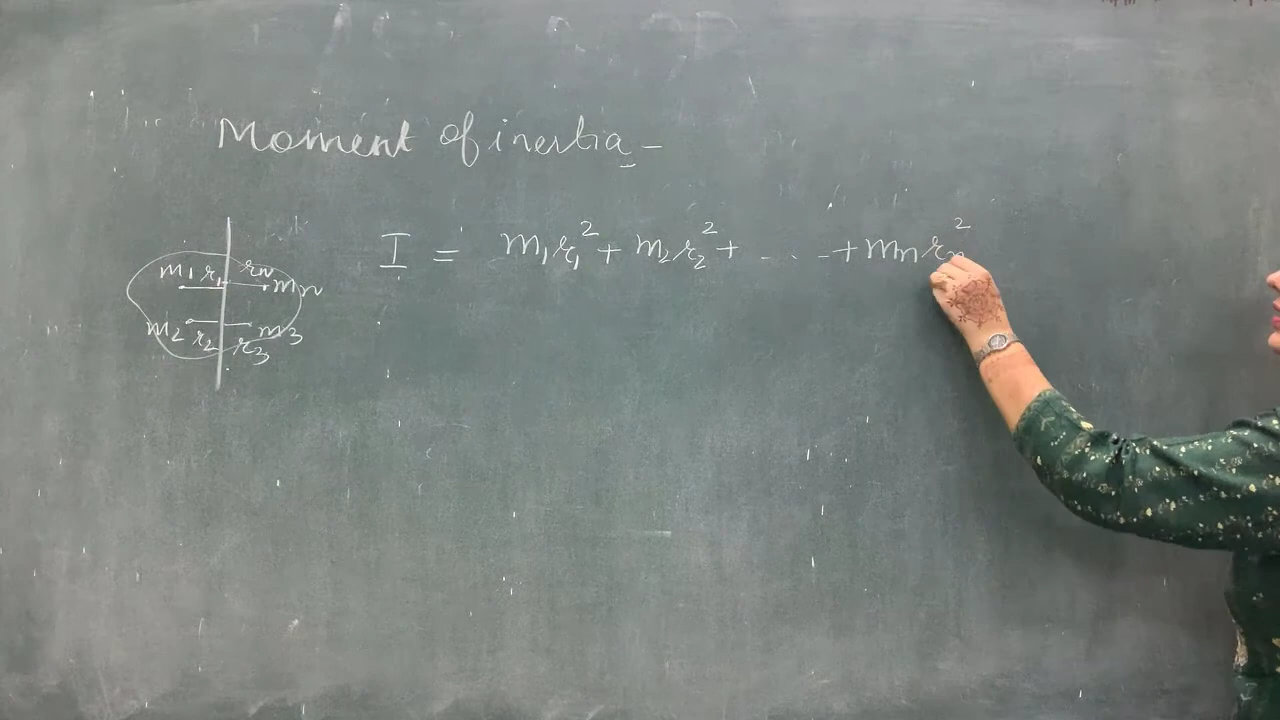 Moment of inertia -
I = m₁r₁² + m₂r₂² + . . . - + mₙrₙ²
m₁ r₁ rₙ mₙ
m₂ r₂ r₃ m₃